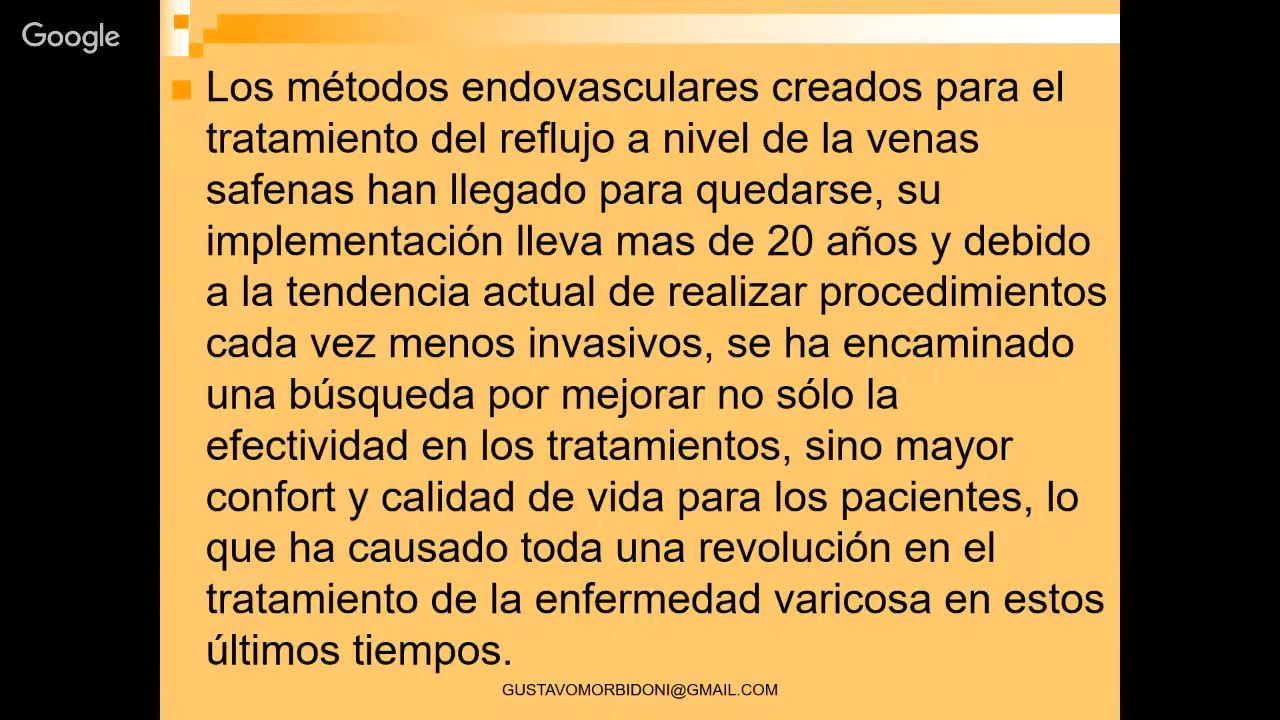 Google
Los métodos endovasculares creados para el
tratamiento del reflujo a nivel de la venas
safenas han llegado para quedarse, su
implementación lleva mas de 20 años y debido
a la tendencia actual de realizar procedimientos
cada vez menos invasivos, se ha encaminado
una búsqueda por mejorar no sólo la
efectividad en los tratamientos, sino mayor
confort y calidad de vida para los pacientes, lo
que ha causado toda una revolución en el
tratamiento de la enfermedad varicosa en estos
últimos tiempos.
GUSTAVOMORBIDONI@GMAIL.COM